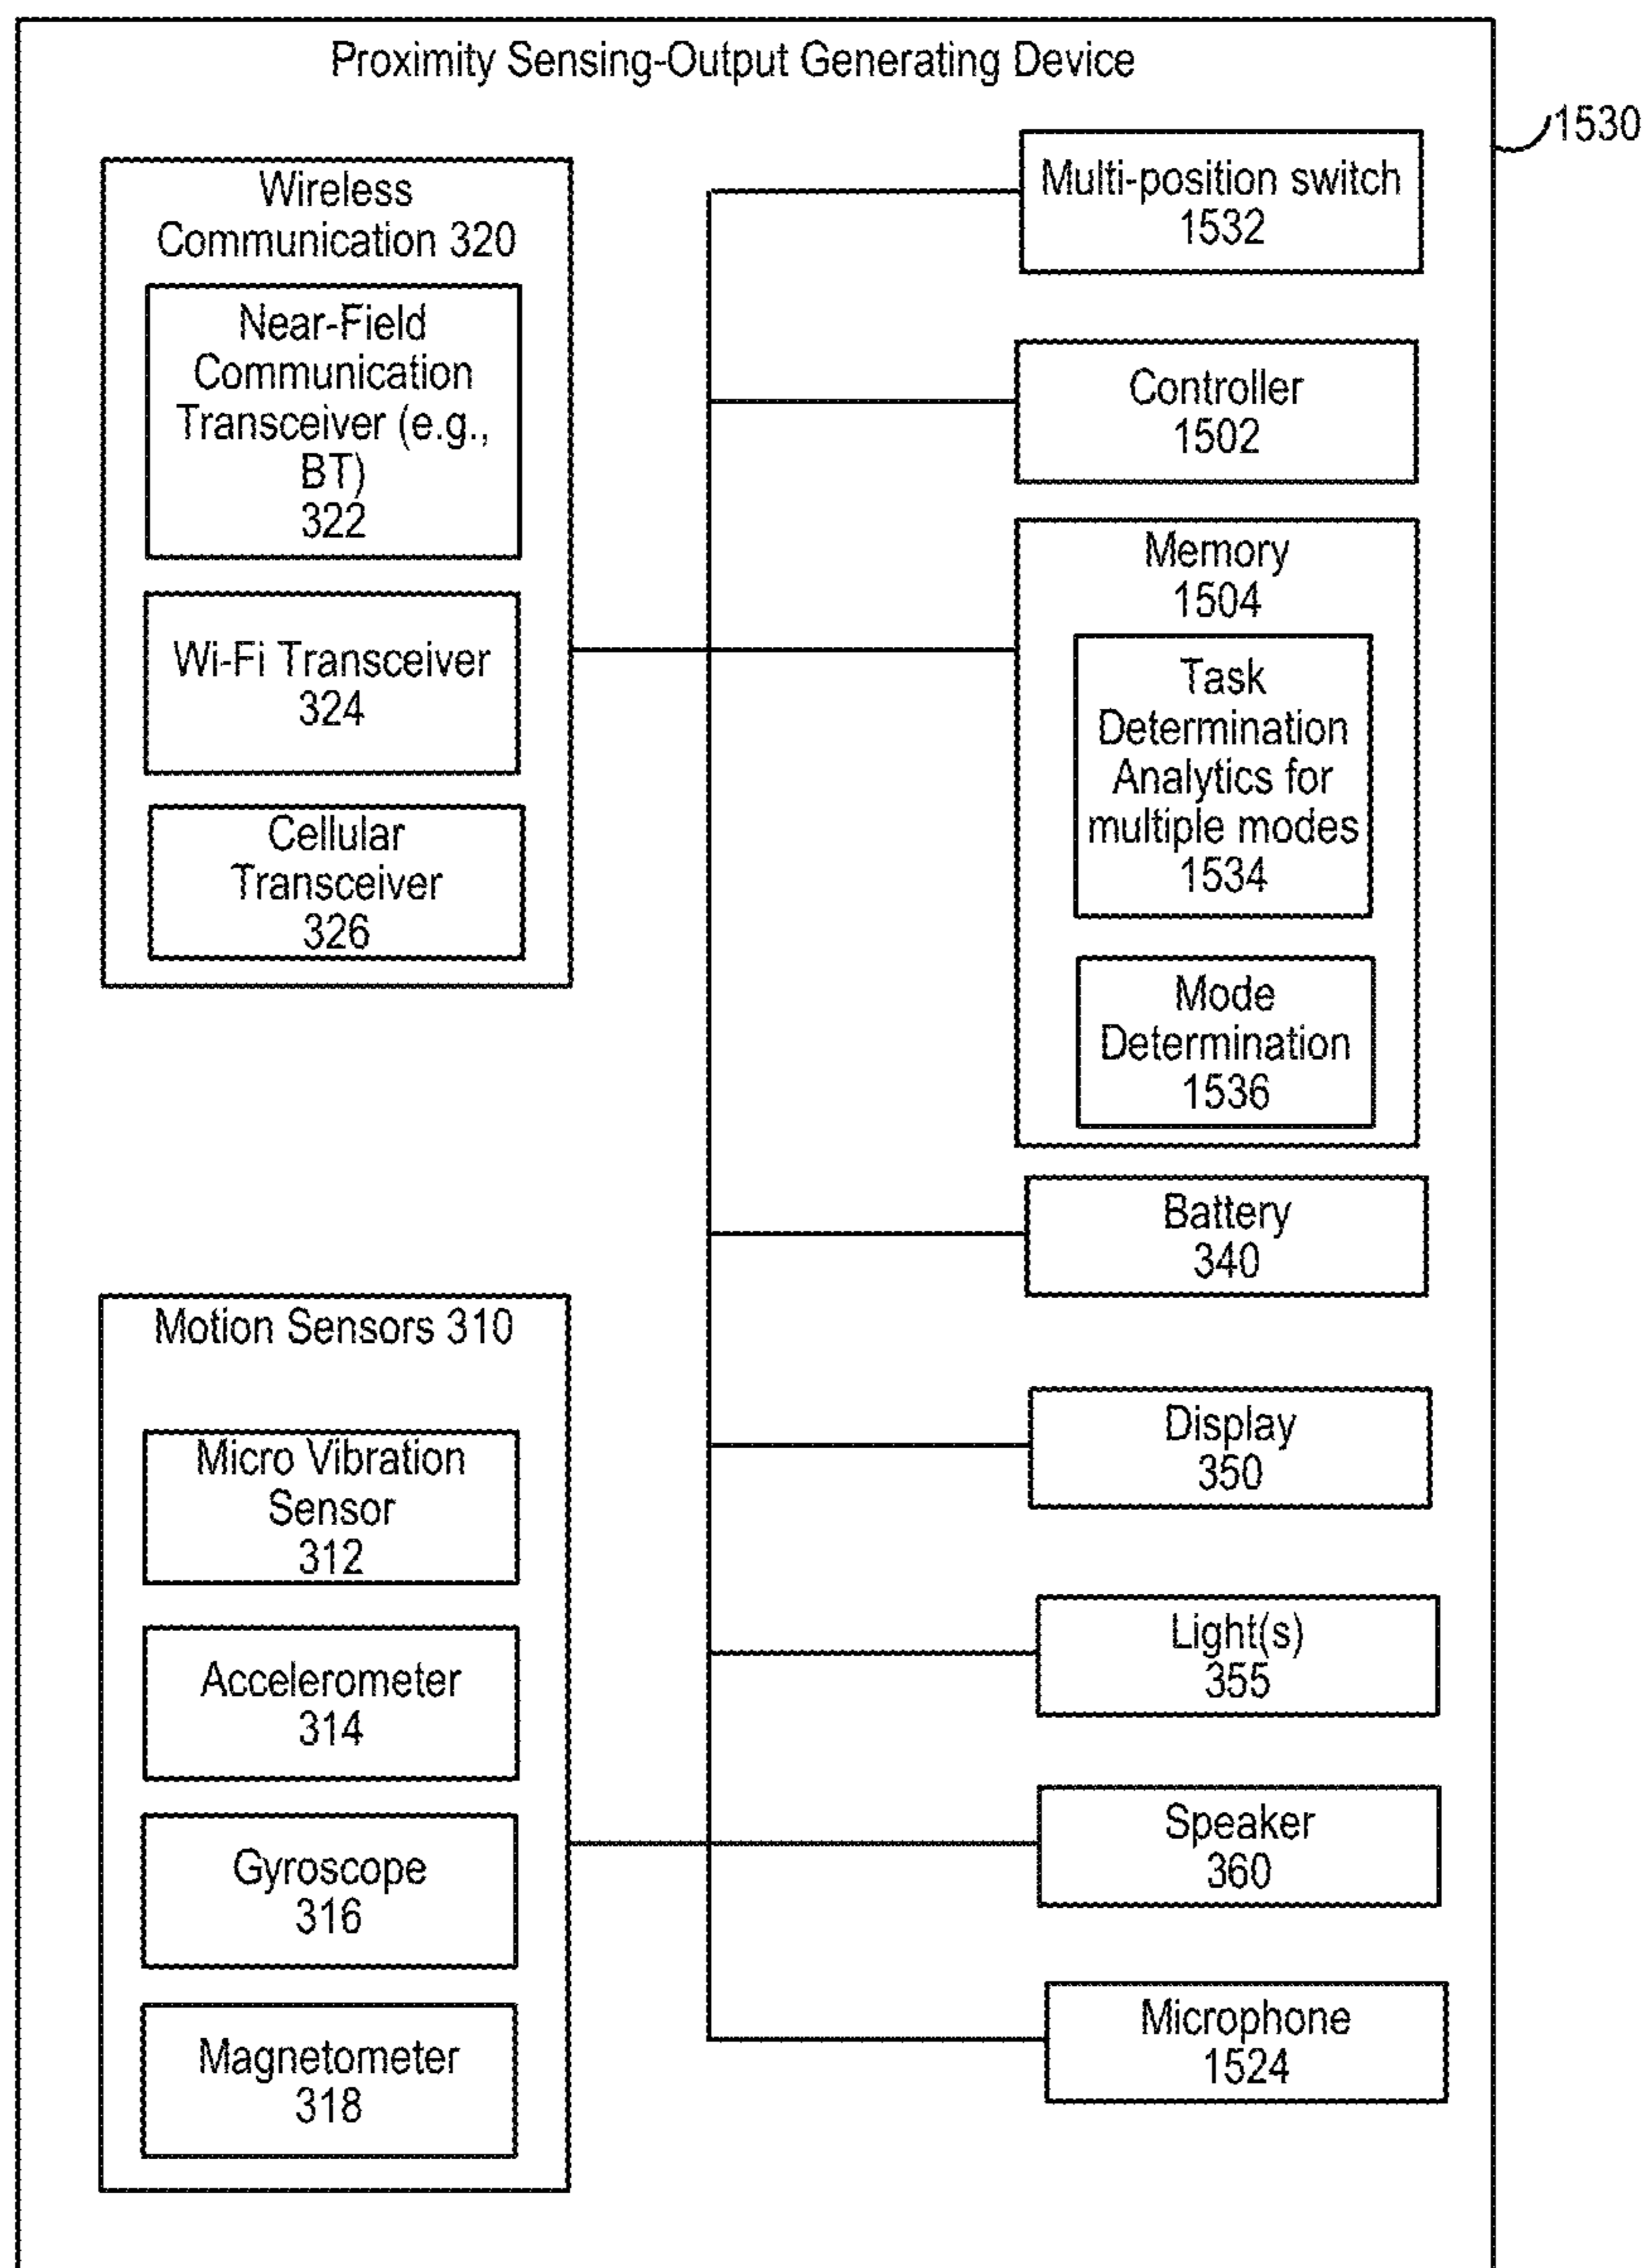 Proximity Sensing-Output Generating Device
1530
Wireless
Communication 320
Near-Field
Communication
Transceiver (e.g.,
BT)
322
Wi-Fi Transceiver
324
Cellular
Transceiver
326
Motion Sensors 310
Micro Vibration
Sensor
312
Accelerometer
314
Gyroscope
316
Magnetometer
318
Multi-position switch
1532
Controller
1502
Memory
1504
Task
Determination
Analytics for
multiple modes
1534
Mode
Determination
1536
Battery
340
Display
350
Light(s)
355
Speaker
360
Microphone
1524